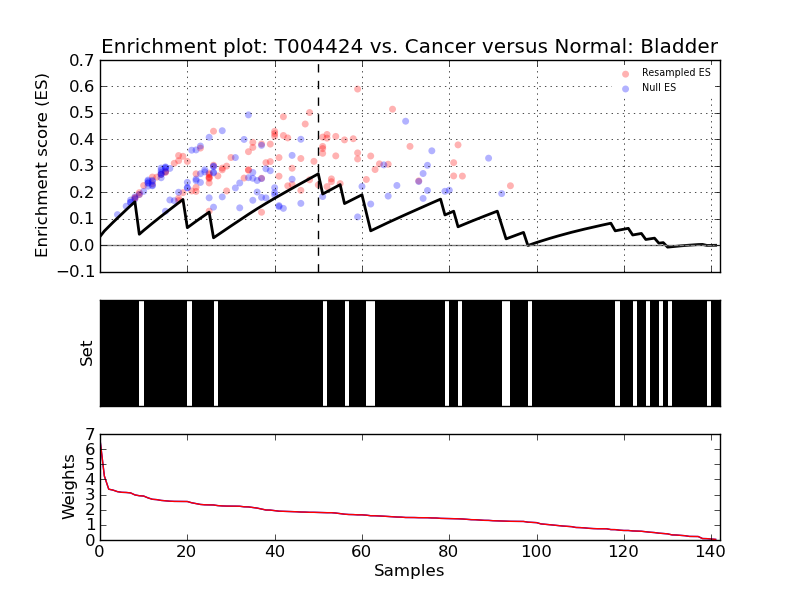 Enrichment plot: T004424 vs. Cancer versus Normal: Bladder
Enrichment score (ES)
0.7
0.6
0.5
0.4
0.3
0.2
0.1
0.0
−0.1
Resampled ES
Null ES
Set
Weights
7
6
5
4
3
2
1
0
0 20 40 60 80 100 120 140
Samples